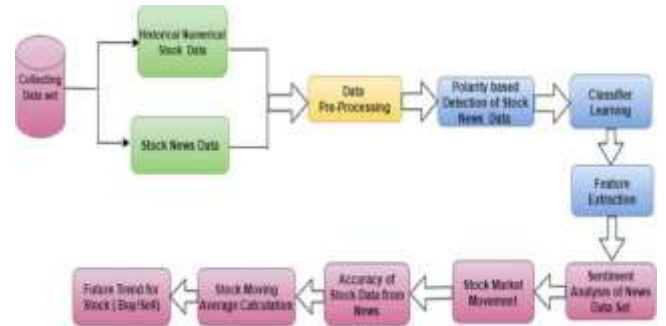 Collecting
Data set
Historical Numerical
Stock Data
Stock News Data
Data
Pre-Processing
Polarity based
Detection of Stock
News Data
Classifier
Learning
Feature
Extraction
Sentiment
Analysis of News
Data Set
Stock Market
Movement
Accuracy of
Stock Data from
News
Stock Moving
Average Calculation
Future Trend for
Stock ( Buy/Sell)